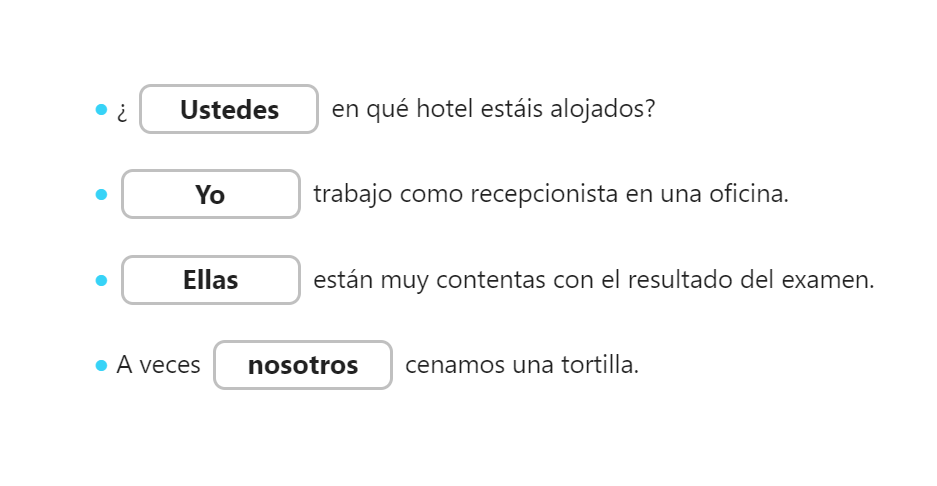 ¿ Ustedes en qué hotel estáis alojados?
Yo trabajo como recepcionista en una oficina.
Ellas están muy contentas con el resultado del examen.
A veces nosotros cenamos una tortilla.